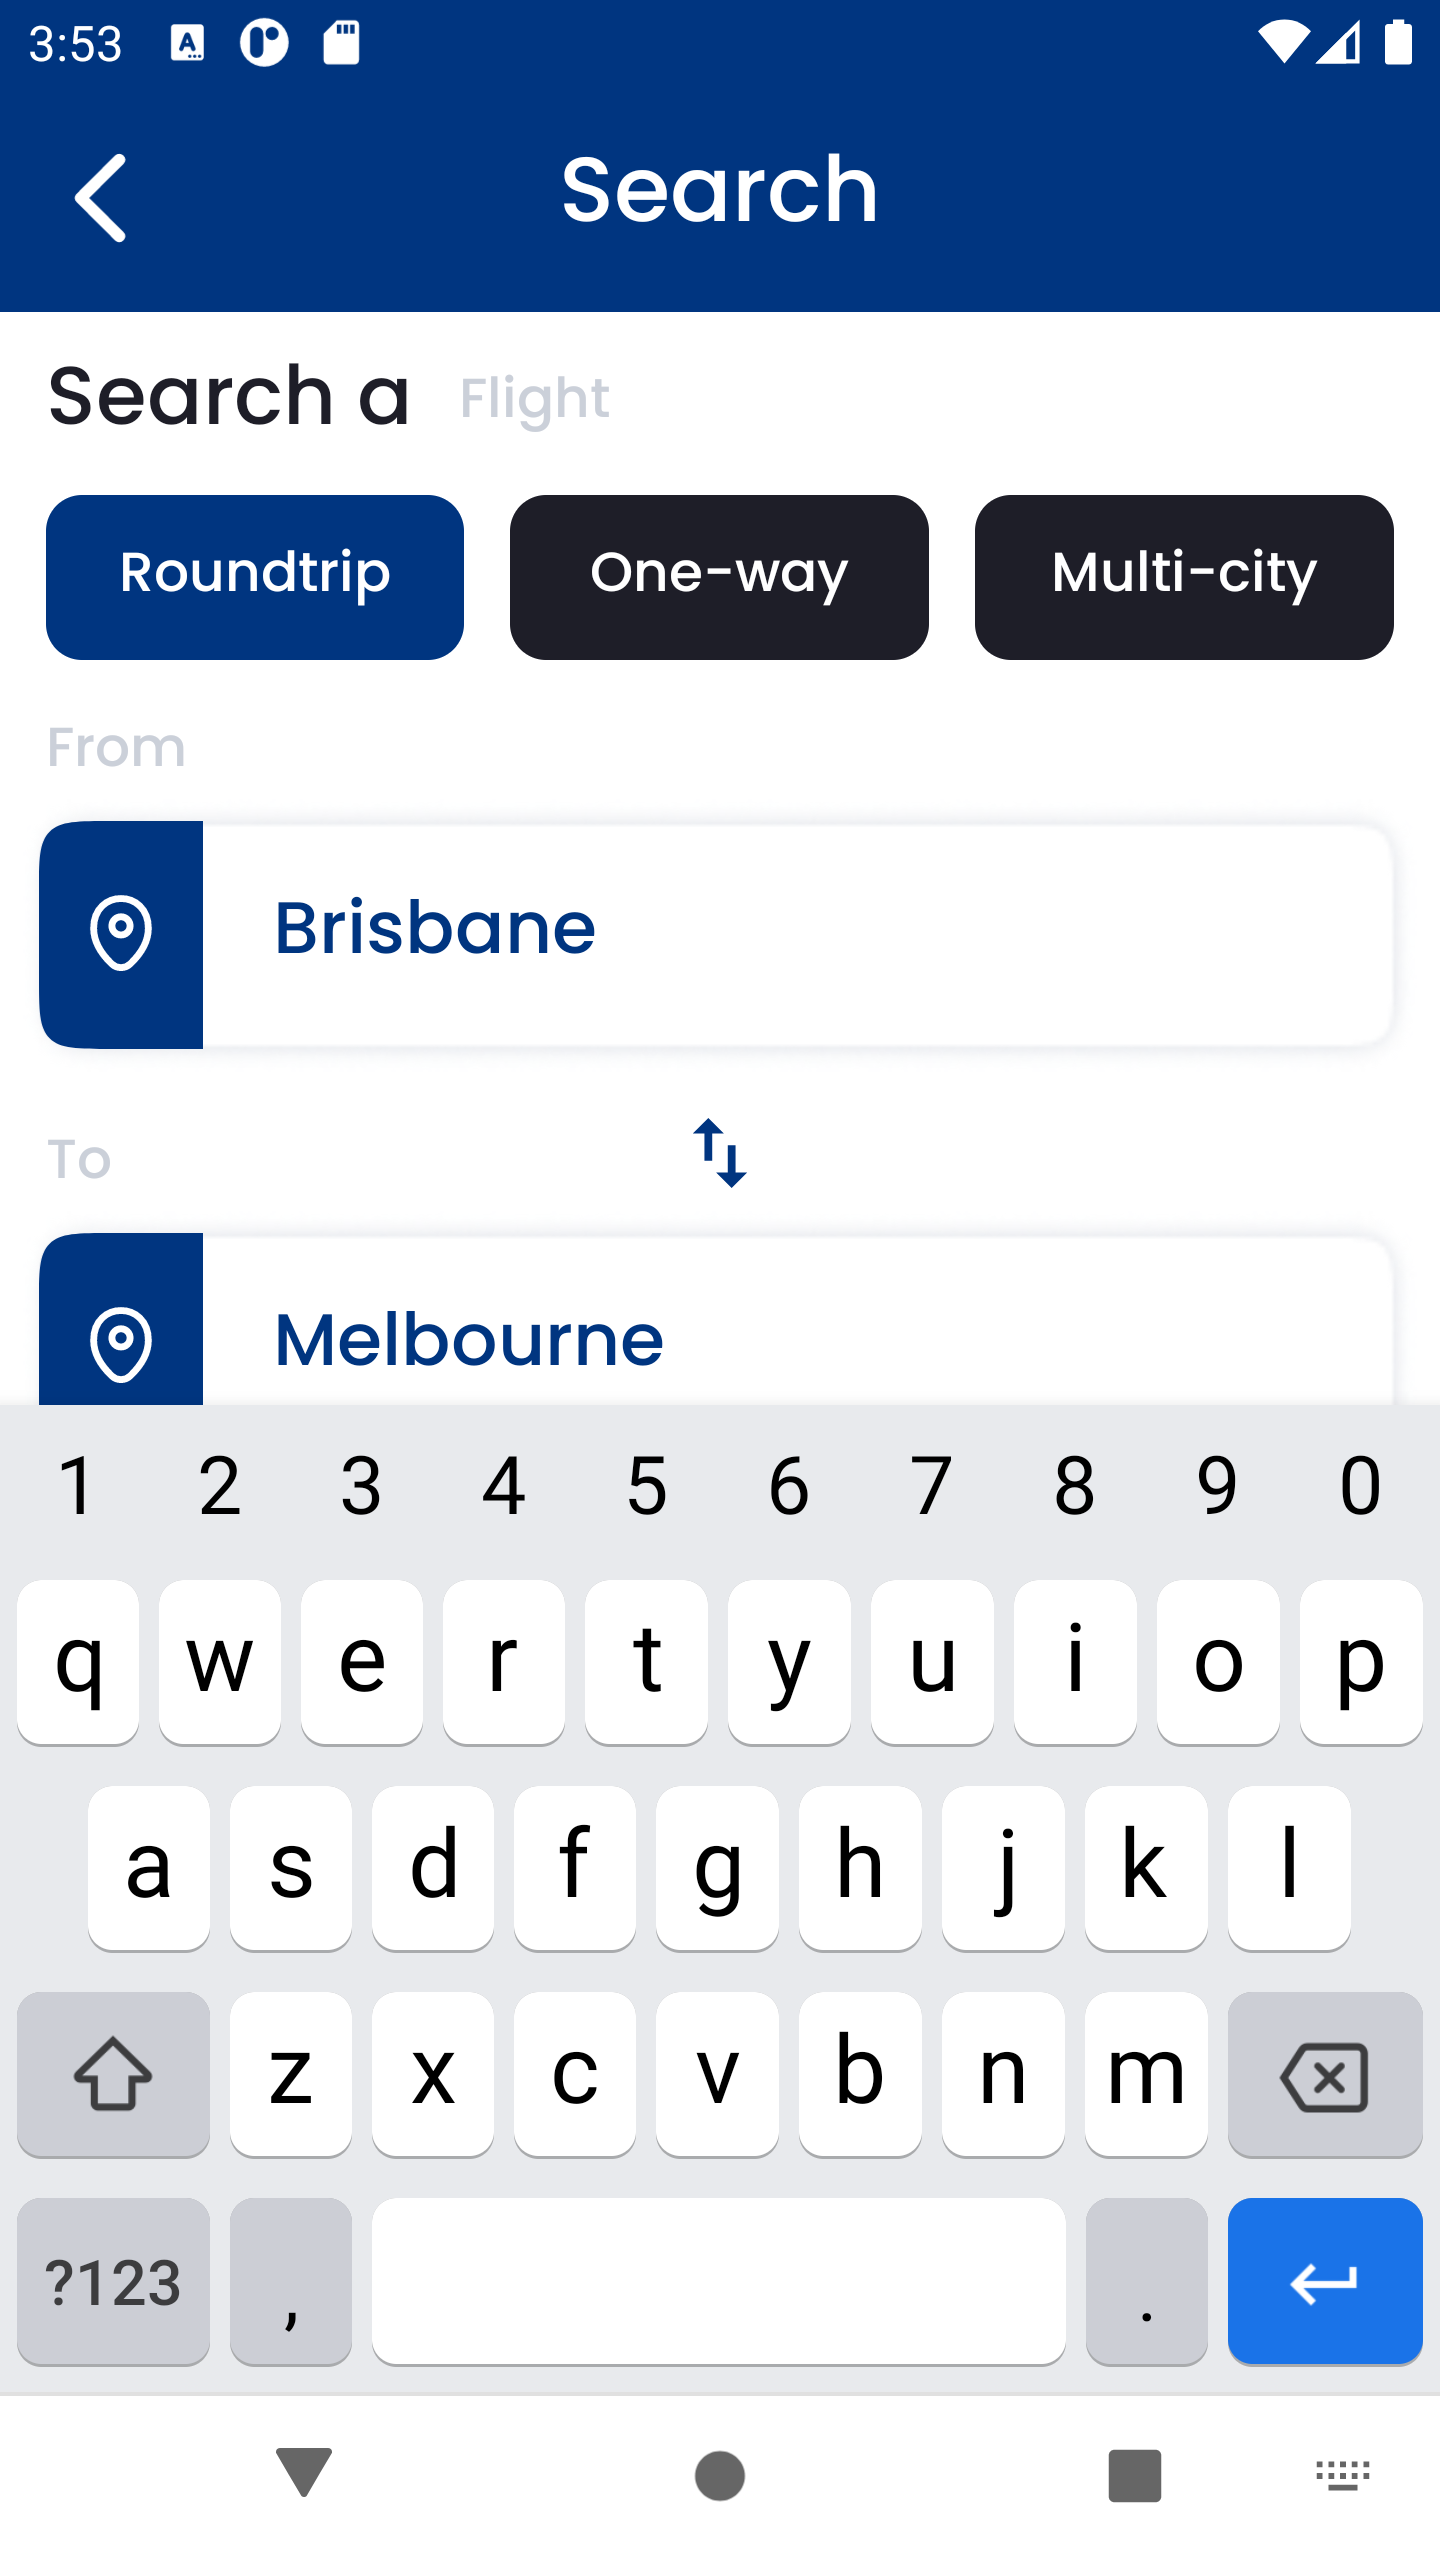 3:53
Search
Search a Flight
Roundtrip One-way Multi-city
From
Brisbane
To
Melbourne
1 2 3 4 5 6 7 8 9 0
q w e r t y u i o p
a s d f g h j k l
z x c v b n m
?123 , .